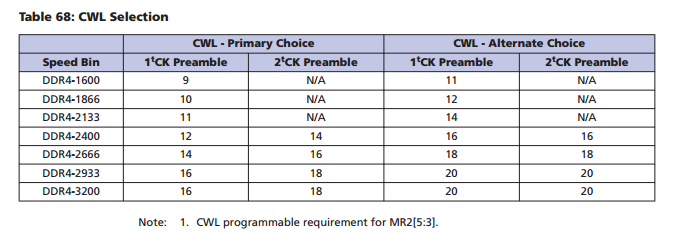 Table 68: CWL Selection
CWL - Primary Choice CWL - Alternate Choice
Speed Bin 1tCK Preamble 2tCK Preamble 1tCK Preamble 2tCK Preamble
DDR4-1600 9 N/A 11 N/A
DDR4-1866 10 N/A 12 N/A
DDR4-2133 11 N/A 14 N/A
DDR4-2400 12 14 16 16
DDR4-2666 14 16 18 18
DDR4-2933 16 18 20 20
DDR4-3200 16 18 20 20
Note: 1. CWL programmable requirement for MR2[5:3].